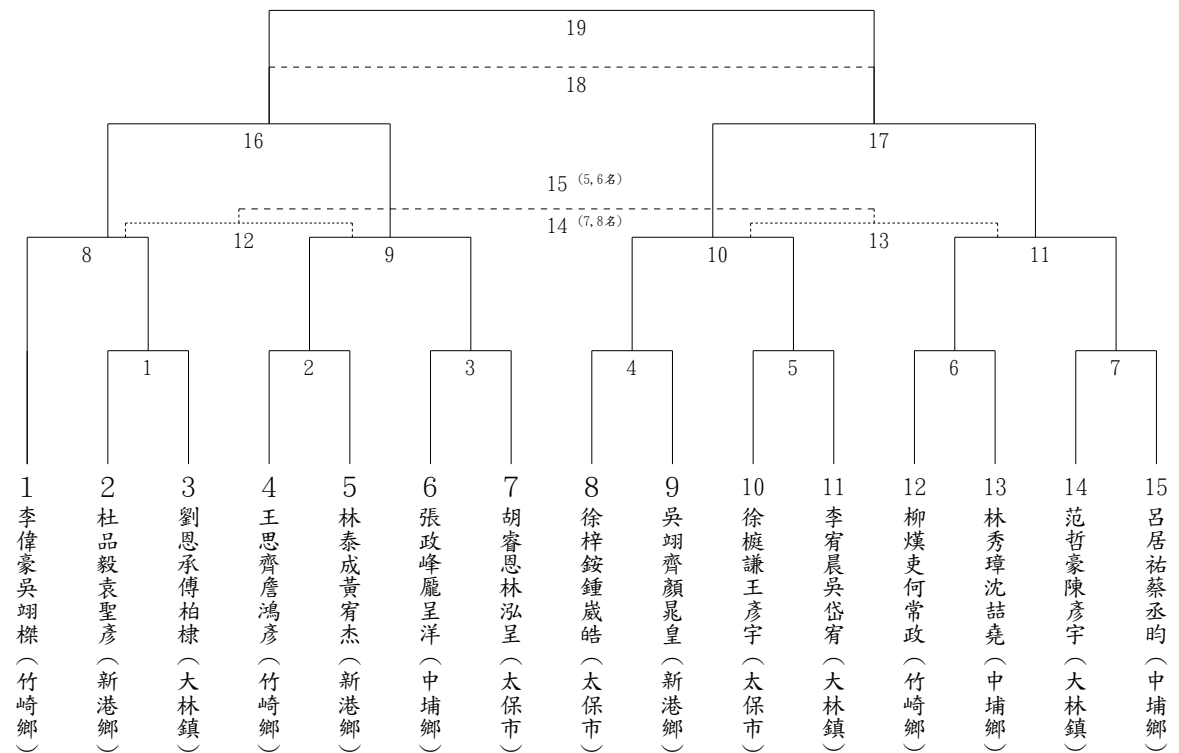 19
18
16
17
15 (5,6名)
14 (7,8名)
12
13
8
9
10
11
1
2
3
4
5
6
7
1 李偉豪吳翊櫸(竹崎鄉)
2 杜品毅袁聖彥(新港鄉)
3 劉恩承傅柏棣(大林鎮)
4 王思齊詹鴻彥(竹崎鄉)
5 林泰成黃宥杰(新港鄉)
6 張政峰龐呈洋(中埔鄉)
7 胡睿恩林泓呈(太保市)
8 徐梓銨鍾崴皓(太保市)
9 吳翊齊顏晁皇(新港鄉)
10 徐榳謙王彥宇(太保市)
11 李宥晨吳岱宥(大林鎮)
12 柳熯吏何常政(竹崎鄉)
13 林秀璋沈喆堯(中埔鄉)
14 范哲豪陳彥宇(大林鎮)
15 呂居祐蔡丞昀(中埔鄉)